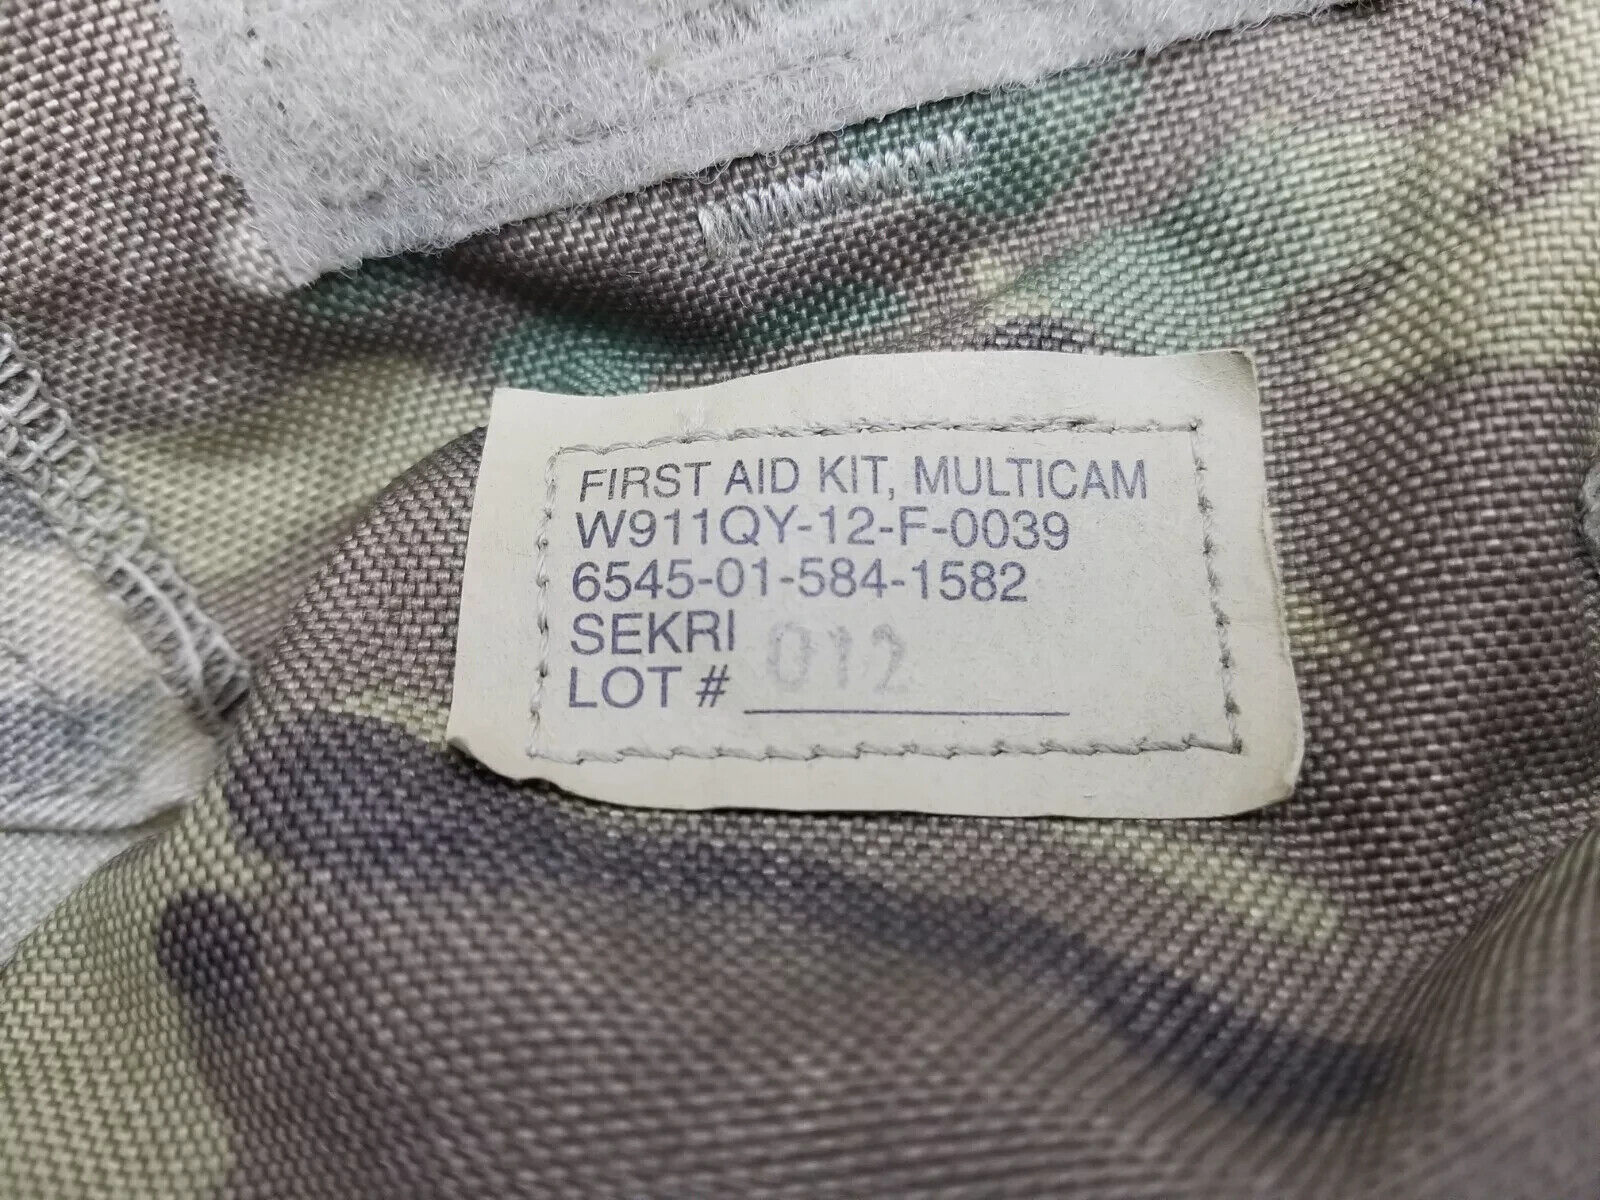 FIRST AID KIT, MULTICAM
W911QY-12-F-0039
6545-01-584-1582
SEKRI
LOT # 012